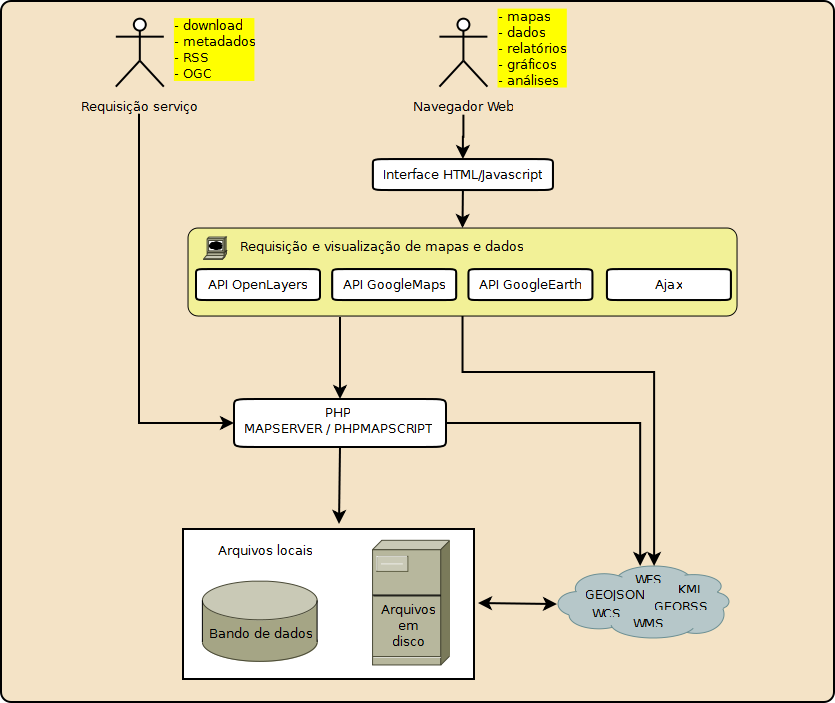 - download
- metadados
- RSS
- OGC
Requisição serviço
- mapas
- dados
- relatórios
- gráficos
- análises
Navegador Web
Interface HTML/Javascript
Requisição e visualização de mapas e dados
API OpenLayers
API GoogleMaps
API GoogleEarth
Ajax
PHP
MAPSERVER / PHPMAPSCRIPT
Arquivos locais
Bando de dados
Arquivos
em
disco
WFS
KML
GEOJSON
GEORSS
WCS
WMS